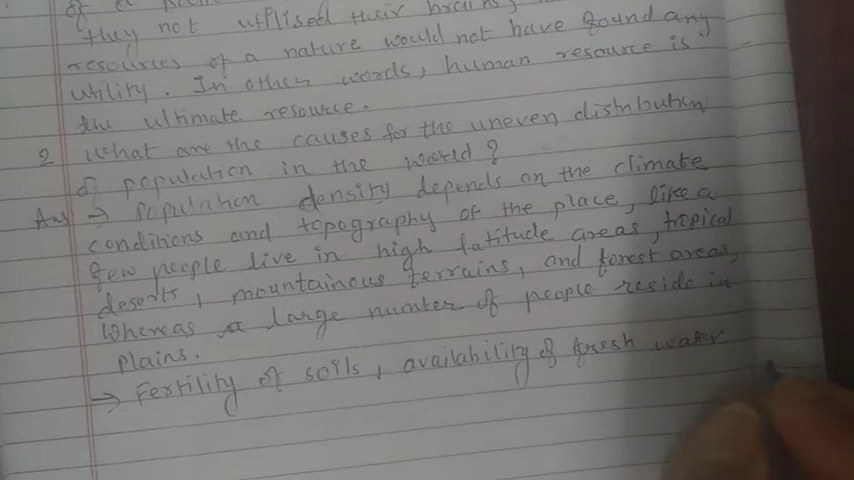 they not utilised their brains,
resources of a nature would not have found any
utility. In other words, human resource is
the ultimate resource.
2 What are the causes for the uneven distribution
of population in the world?
Ans → Population density depends on the climate
conditions and topography of the place, like a
few people live in high fatitude areas, tropical
deserts, mountainous terrains, and forest areas,
Whereas a large number of people reside in
plains.
→ Fertility of soils, availability of fresh water